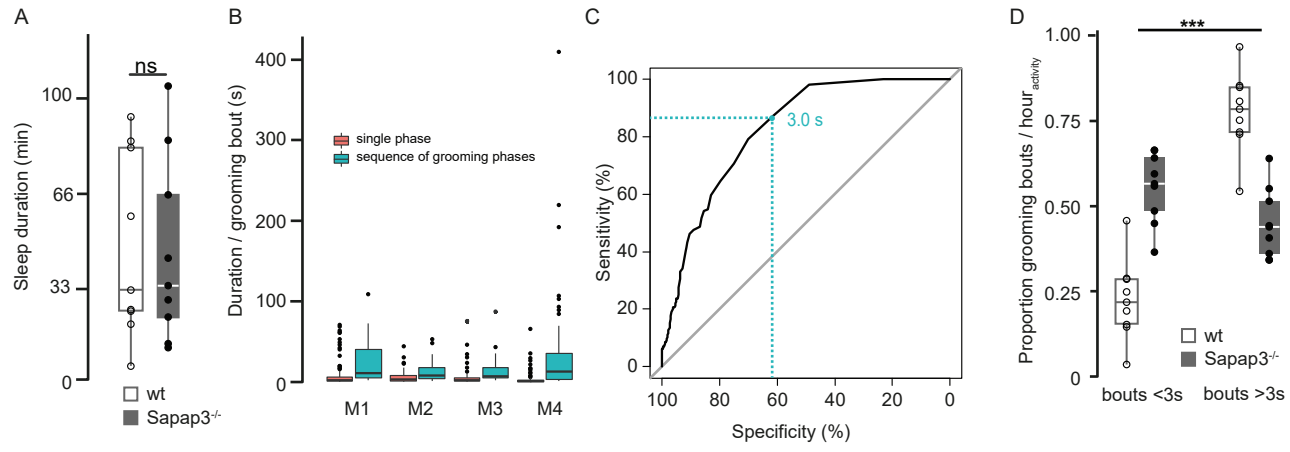 A
Sleep duration (min)
100
66
33
0
ns
wt
Sapap3-/-
B
Duration / grooming bout (s)
400
300
200
100
0
single phase
sequence of grooming phases
M1 M2 M3 M4
C
Sensitivity (%)
100
80
60
40
20
0
3.0 s
100 80 60 40 20 0
Specificity (%)
D
Proportion grooming bouts / houractivity
1.00
0.75
0.50
0.25
0
***
wt
Sapap3-/-
bouts <3s bouts >3s